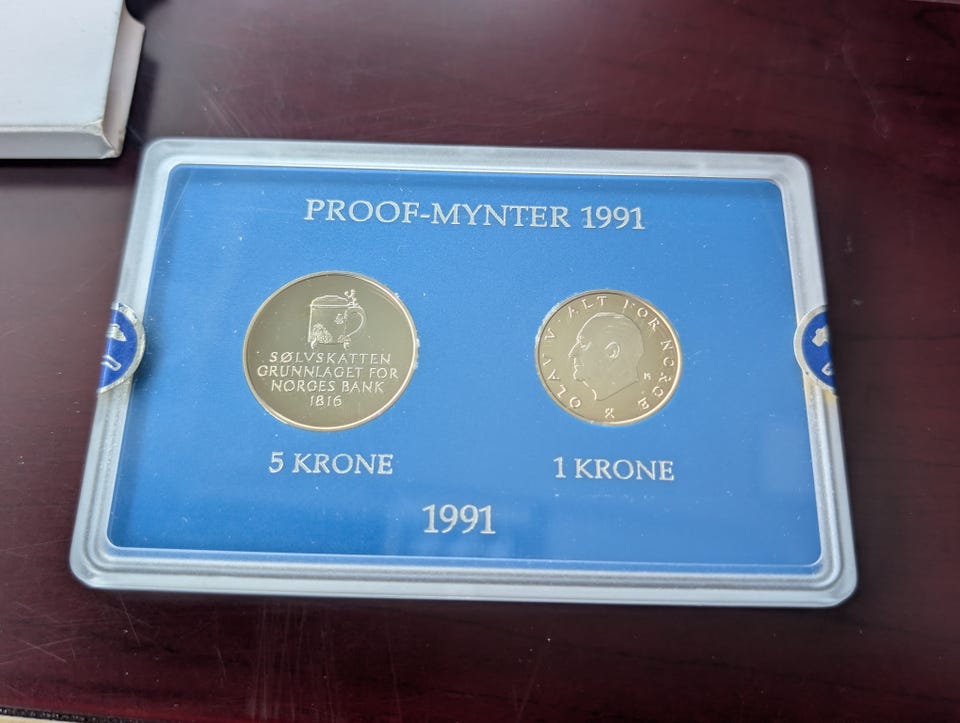 PROOF-MYNTER 1991
SØLVSKATTEN
GRUNNLAGET FOR
NORGES BANK
1816
OLAV V·ALT FOR NORGE
K
5 KRONE
1 KRONE
1991